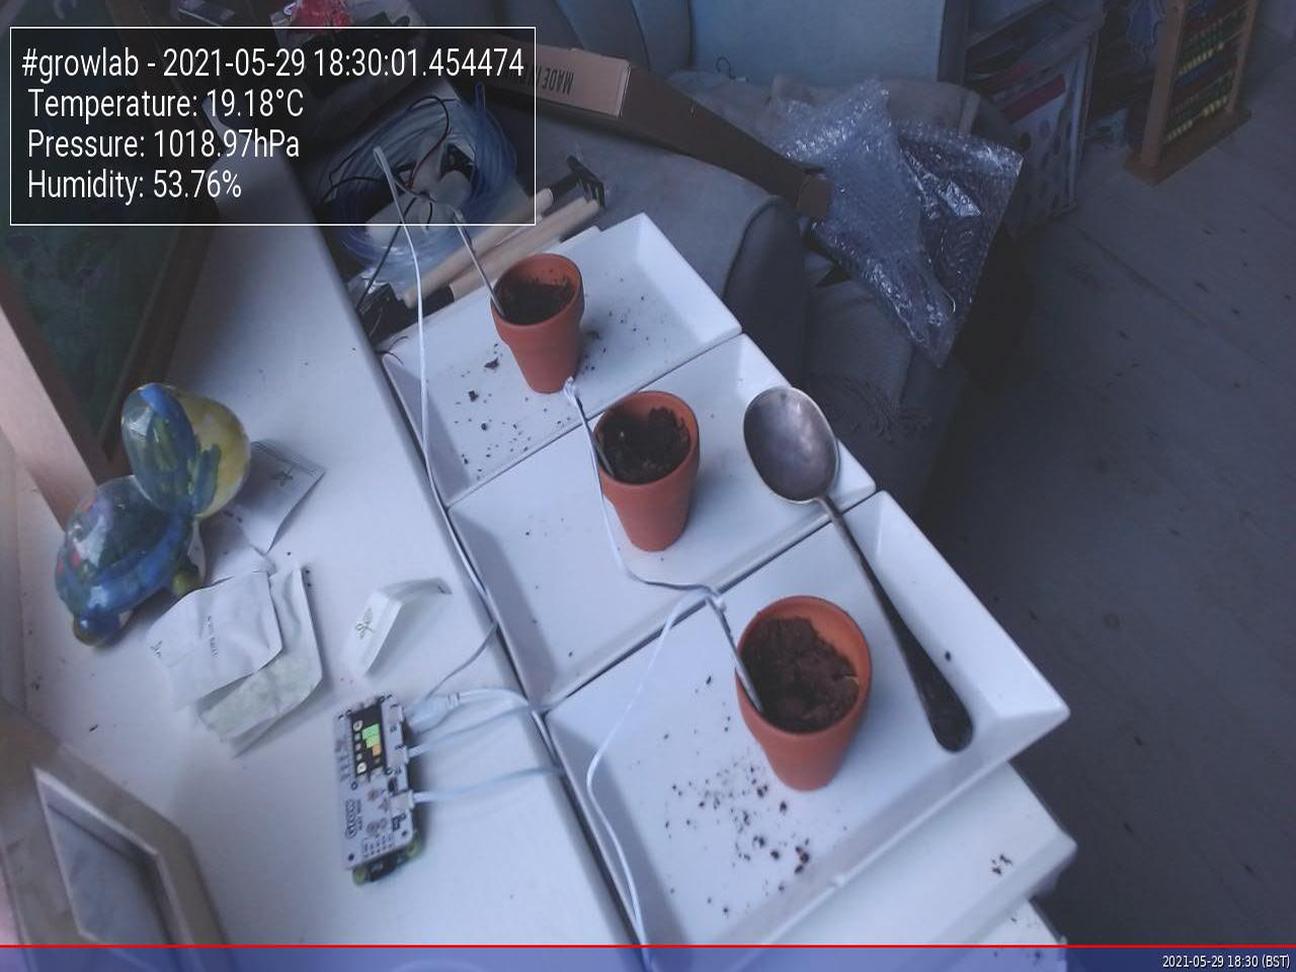 #growlab - 2021-05-29 18:30:01.454474
Temperature: 19.18°C
Pressure: 1018.97hPa
Humidity: 53.76%
MADE
2021-05-29 18:30 (BST)